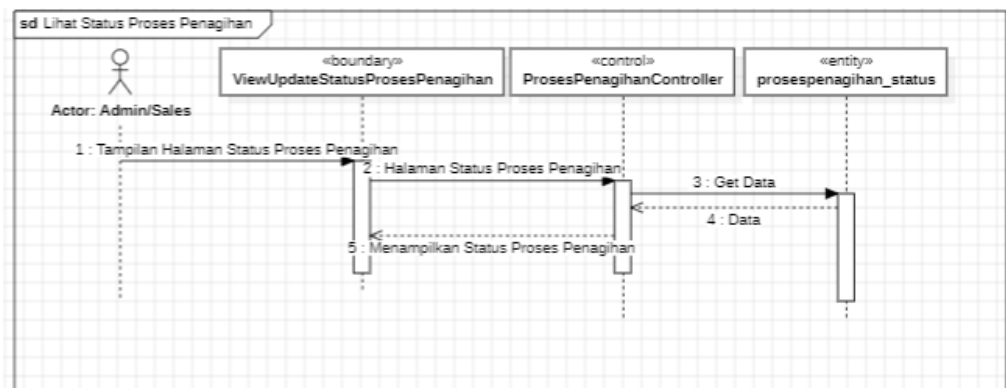 sd Lihat Status Proses Penagihan
«boundary»
ViewUpdateStatusProsesPenagihan
«control»
ProsesPenagihanController
«entity»
prosespenagihan_status
Actor: Admin/Sales
1 : Tampilan Halaman Status Proses Penagihan
2 : Halaman Status Proses Penagihan
3 : Get Data
4 : Data
5 : Menampilkan Status Proses Penagihan